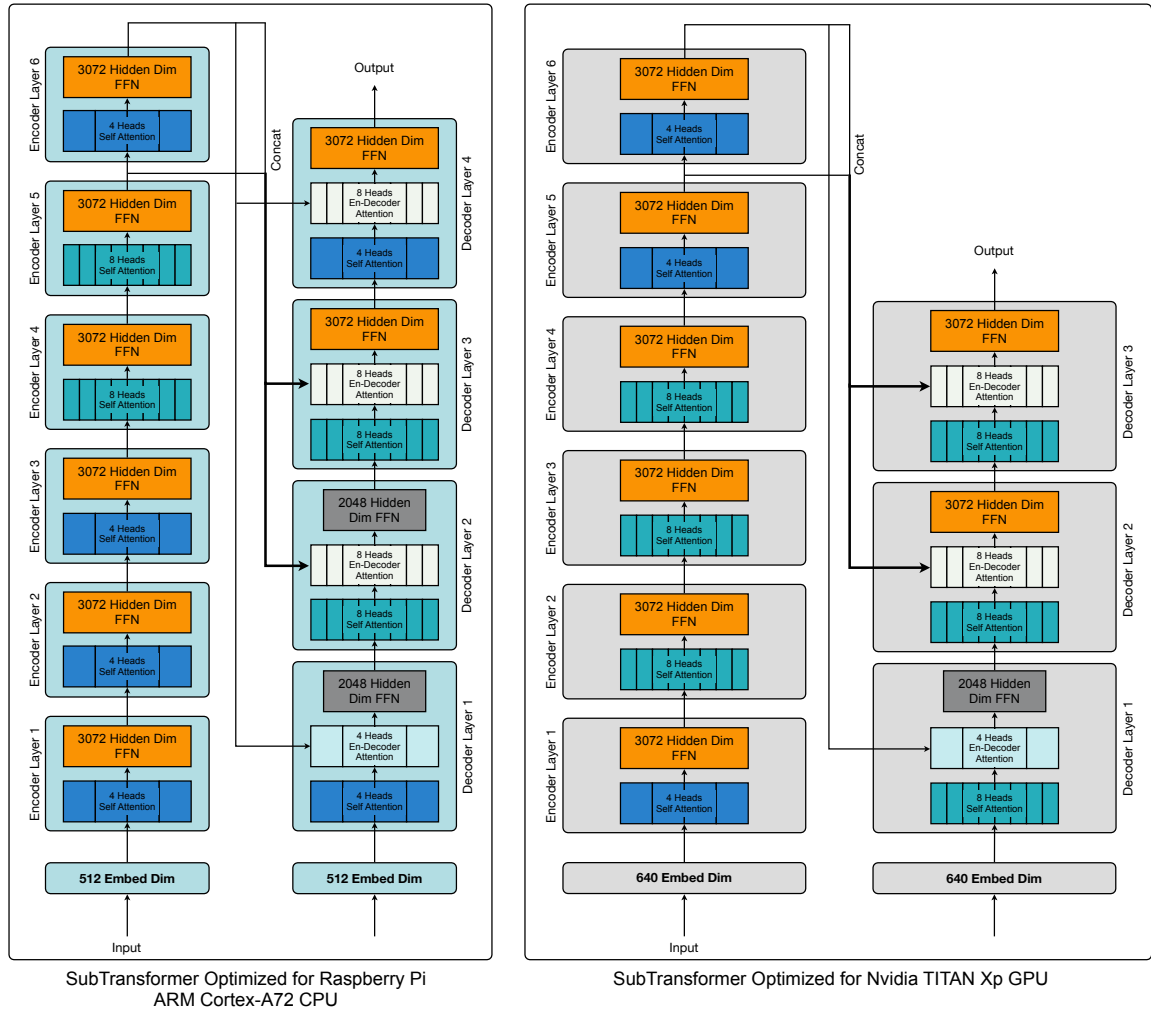 Encoder Layer 6
3072 Hidden Dim
FFN
4 Heads
Self Attention
Encoder Layer 5
3072 Hidden Dim
FFN
8 Heads
Self Attention
Encoder Layer 4
3072 Hidden Dim
FFN
8 Heads
Self Attention
Encoder Layer 3
3072 Hidden Dim
FFN
4 Heads
Self Attention
Encoder Layer 2
3072 Hidden Dim
FFN
4 Heads
Self Attention
Encoder Layer 1
3072 Hidden Dim
FFN
4 Heads
Self Attention
512 Embed Dim
Input
Concat
Output
Decoder Layer 4
3072 Hidden Dim
FFN
8 Heads
En-Decoder
Attention
4 Heads
Self Attention
Decoder Layer 3
3072 Hidden Dim
FFN
8 Heads
En-Decoder
Attention
8 Heads
Self Attention
Decoder Layer 2
2048 Hidden
Dim FFN
8 Heads
En-Decoder
Attention
8 Heads
Self Attention
Decoder Layer 1
2048 Hidden
Dim FFN
4 Heads
En-Decoder
Attention
4 Heads
Self Attention
512 Embed Dim
SubTransformer Optimized for Raspberry Pi
ARM Cortex-A72 CPU
Encoder Layer 6
3072 Hidden Dim
FFN
4 Heads
Self Attention
Encoder Layer 5
3072 Hidden Dim
FFN
4 Heads
Self Attention
Encoder Layer 4
3072 Hidden Dim
FFN
8 Heads
Self Attention
Encoder Layer 3
3072 Hidden Dim
FFN
8 Heads
Self Attention
Encoder Layer 2
3072 Hidden Dim
FFN
8 Heads
Self Attention
Encoder Layer 1
3072 Hidden Dim
FFN
4 Heads
Self Attention
640 Embed Dim
Input
Concat
Output
Decoder Layer 3
3072 Hidden Dim
FFN
8 Heads
En-Decoder
Attention
8 Heads
Self Attention
Decoder Layer 2
3072 Hidden Dim
FFN
8 Heads
En-Decoder
Attention
8 Heads
Self Attention
Decoder Layer 1
2048 Hidden
Dim FFN
4 Heads
En-Decoder
Attention
8 Heads
Self Attention
640 Embed Dim
SubTransformer Optimized for Nvidia TITAN Xp GPU